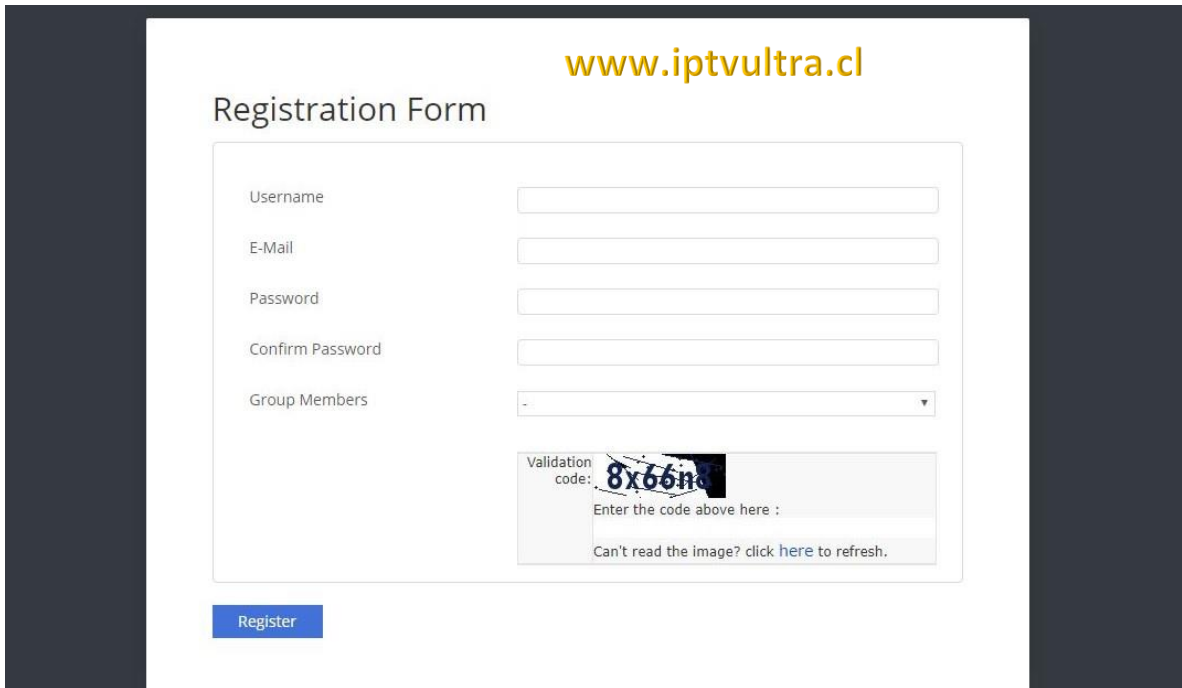 www.iptvultra.cl
Registration Form
Username
E-Mail
Password
Confirm Password
Group Members
-
Validation
code:
8x66n8
Enter the code above here :
Can't read the image? click here to refresh.
Register